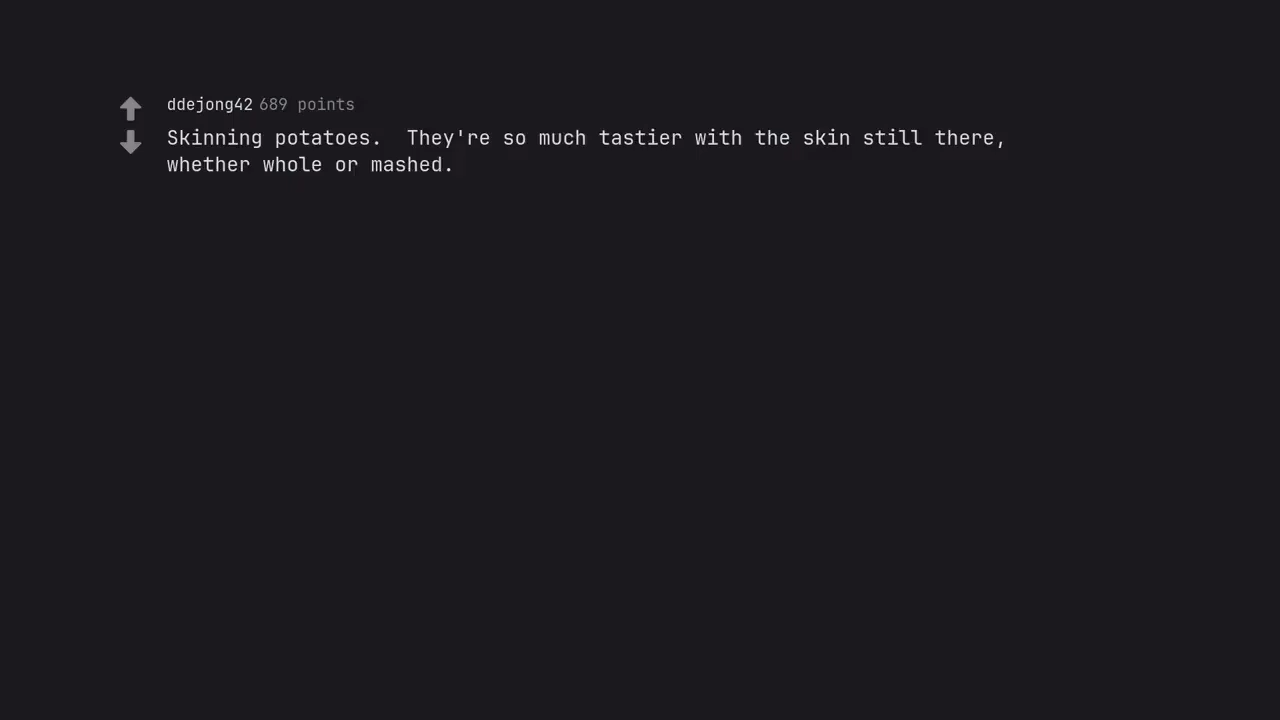 ddejong42 689 points
Skinning potatoes.  They're so much tastier with the skin still there,
whether whole or mashed.